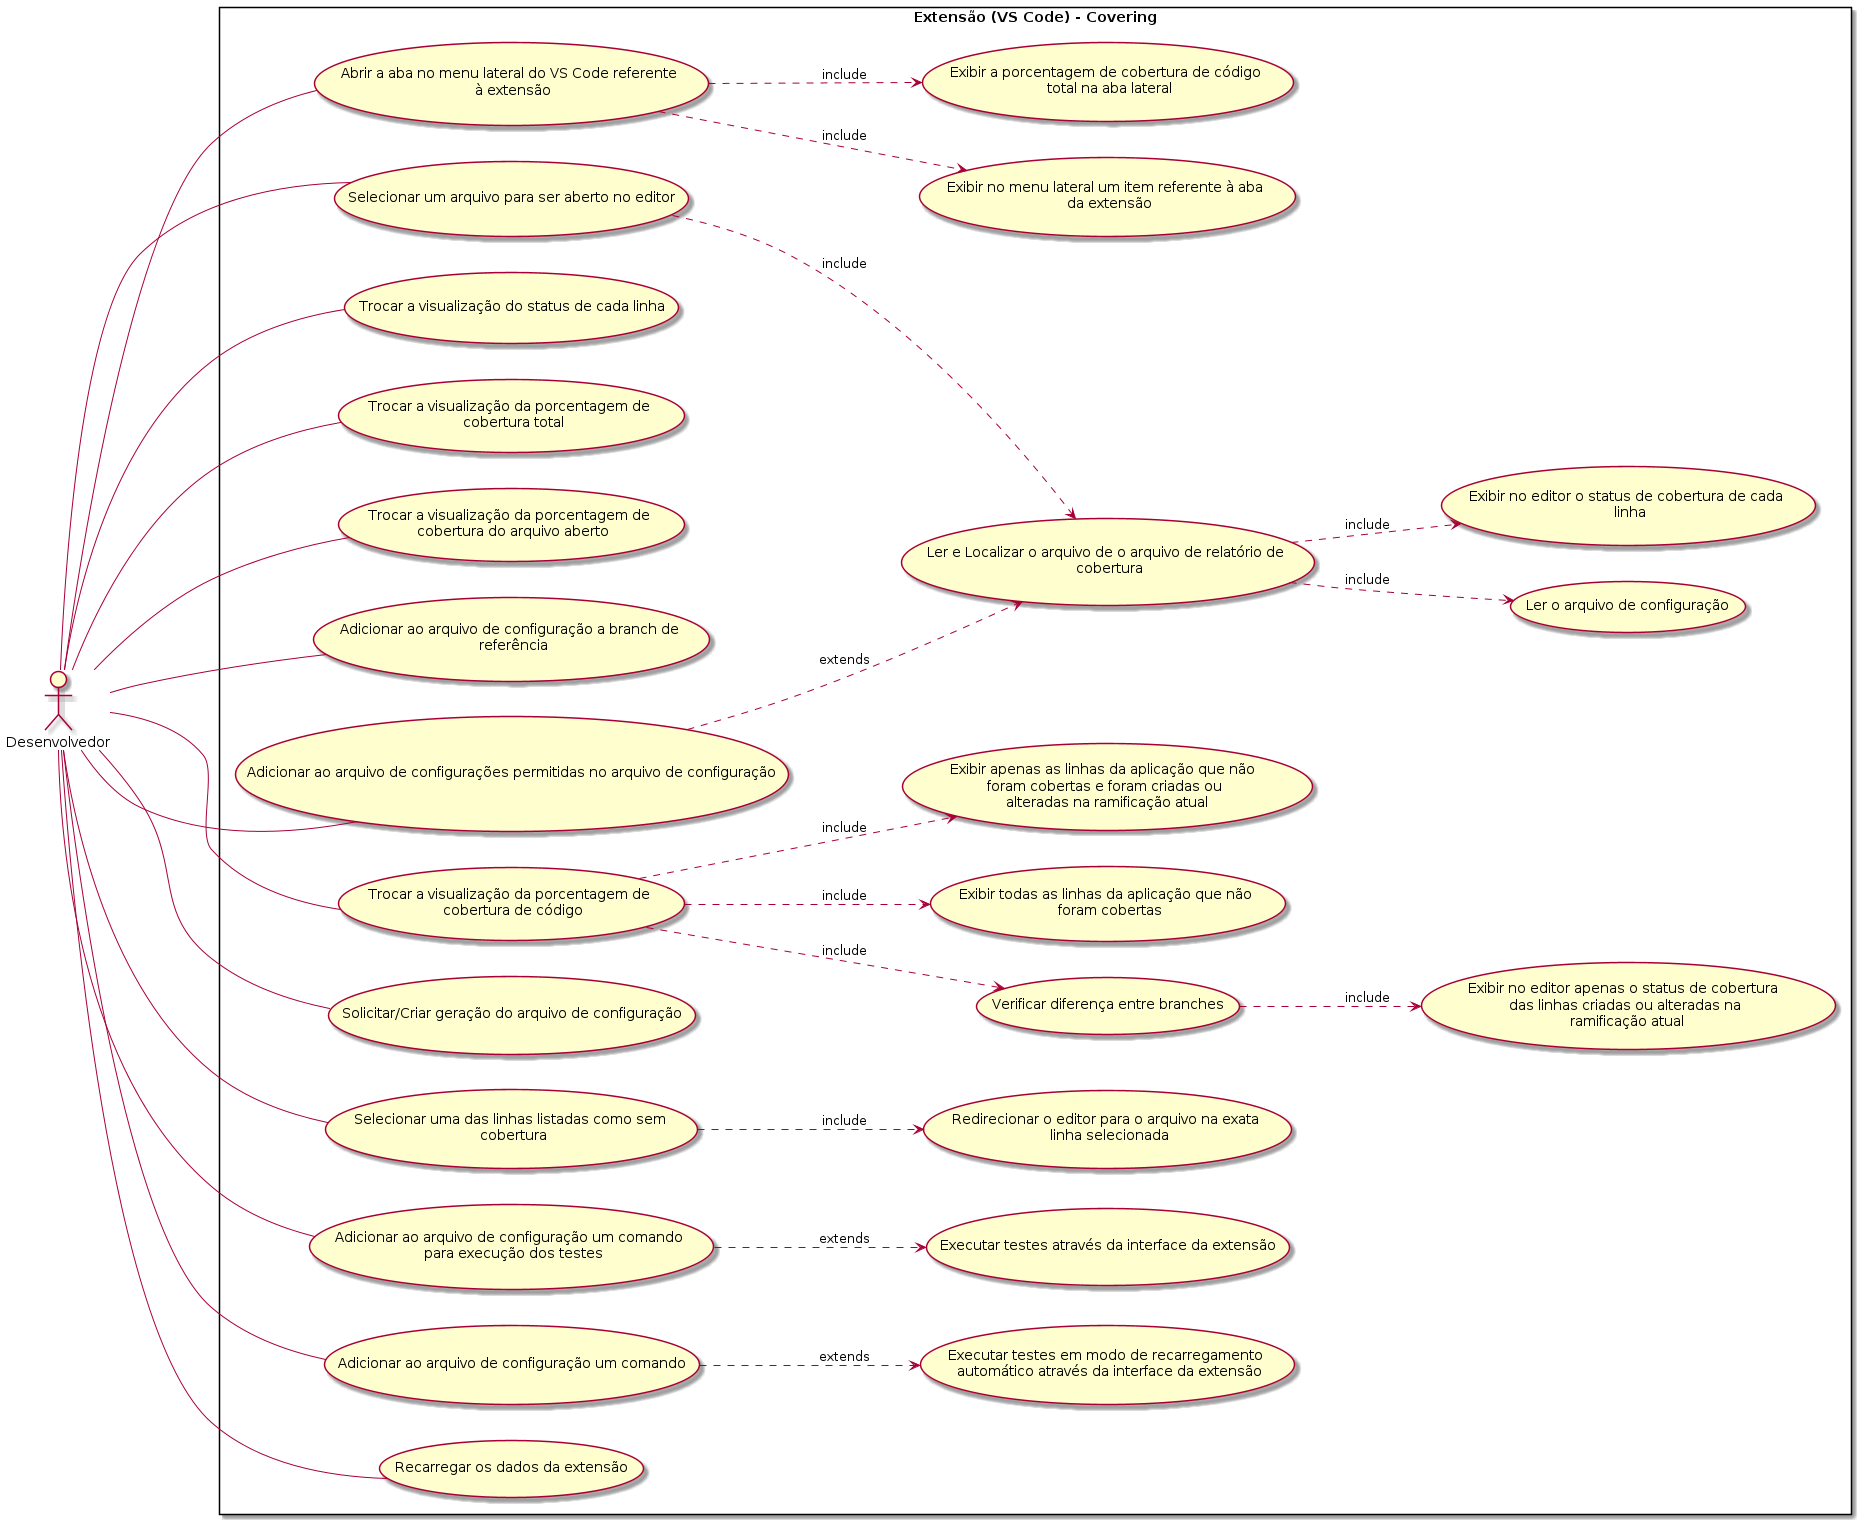 Extensão (VS Code) - Covering
Abrir a aba no menu lateral do VS Code referente
à extensão
include
Exibir a porcentagem de cobertura de código
total na aba lateral
include
Exibir no menu lateral um item referente à aba
da extensão
Selecionar um arquivo para ser aberto no editor
include
Trocar a visualização do status de cada linha
Trocar a visualização da porcentagem de
cobertura total
Trocar a visualização da porcentagem de
cobertura do arquivo aberto
Ler e Localizar o arquivo de o arquivo de relatório de
cobertura
include
Exibir no editor o status de cobertura de cada
linha
include
Ler o arquivo de configuração
Adicionar ao arquivo de configuração a branch de
referência
extends
Desenvolvedor
Adicionar ao arquivo de configurações permitidas no arquivo de configuração
Exibir apenas as linhas da aplicação que não
foram cobertas e foram criadas ou
alteradas na ramificação atual
include
Trocar a visualização da porcentagem de
cobertura de código
include
Exibir todas as linhas da aplicação que não
foram cobertas
include
Verificar diferença entre branches
include
Exibir no editor apenas o status de cobertura
das linhas criadas ou alteradas na
ramificação atual
Solicitar/Criar geração do arquivo de configuração
Selecionar uma das linhas listadas como sem
cobertura
include
Redirecionar o editor para o arquivo na exata
linha selecionada
Adicionar ao arquivo de configuração um comando
para execução dos testes
extends
Executar testes através da interface da extensão
Adicionar ao arquivo de configuração um comando
extends
Executar testes em modo de recarregamento
automático através da interface da extensão
Recarregar os dados da extensão